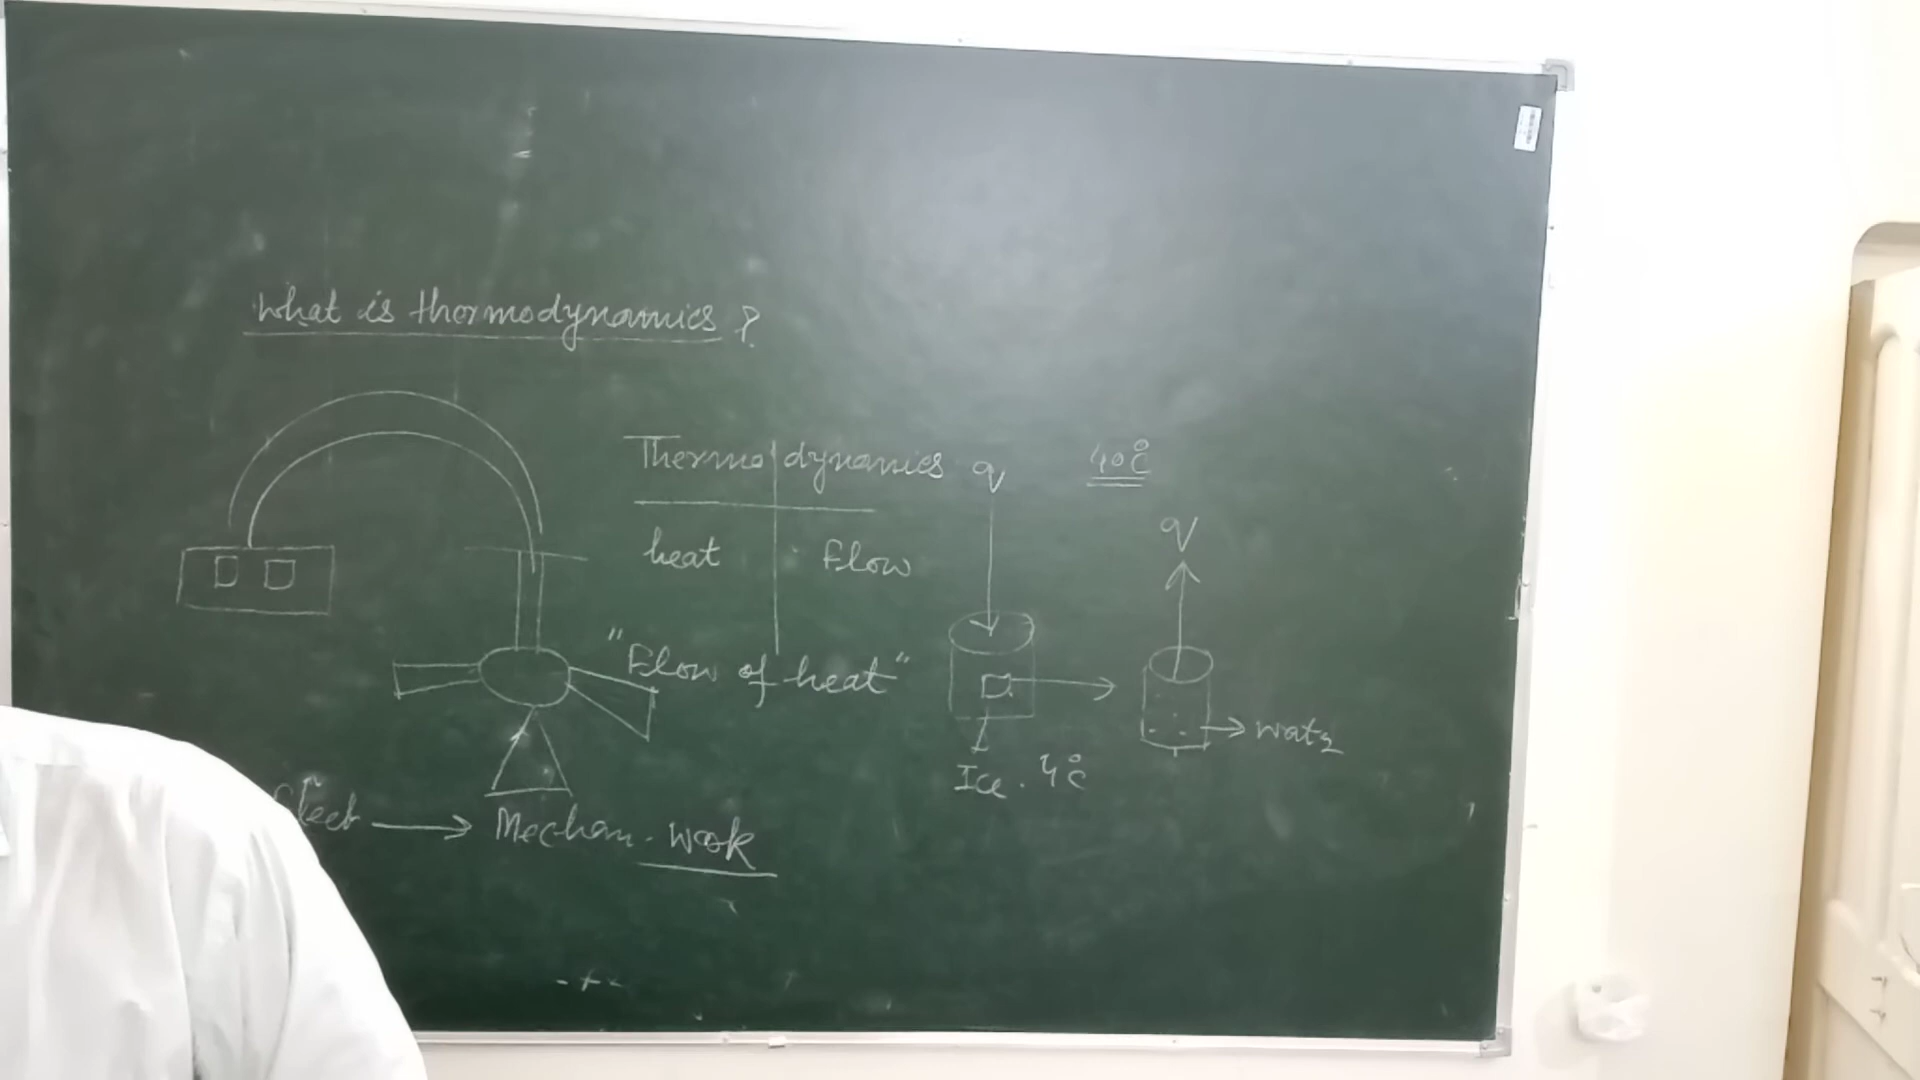 What is thermodynamics ?
Thermo dynamics
q
40°C
heat
Flow
q
"Flow of heat"
water
Ice. 4°C
Elect → Mechan. Work